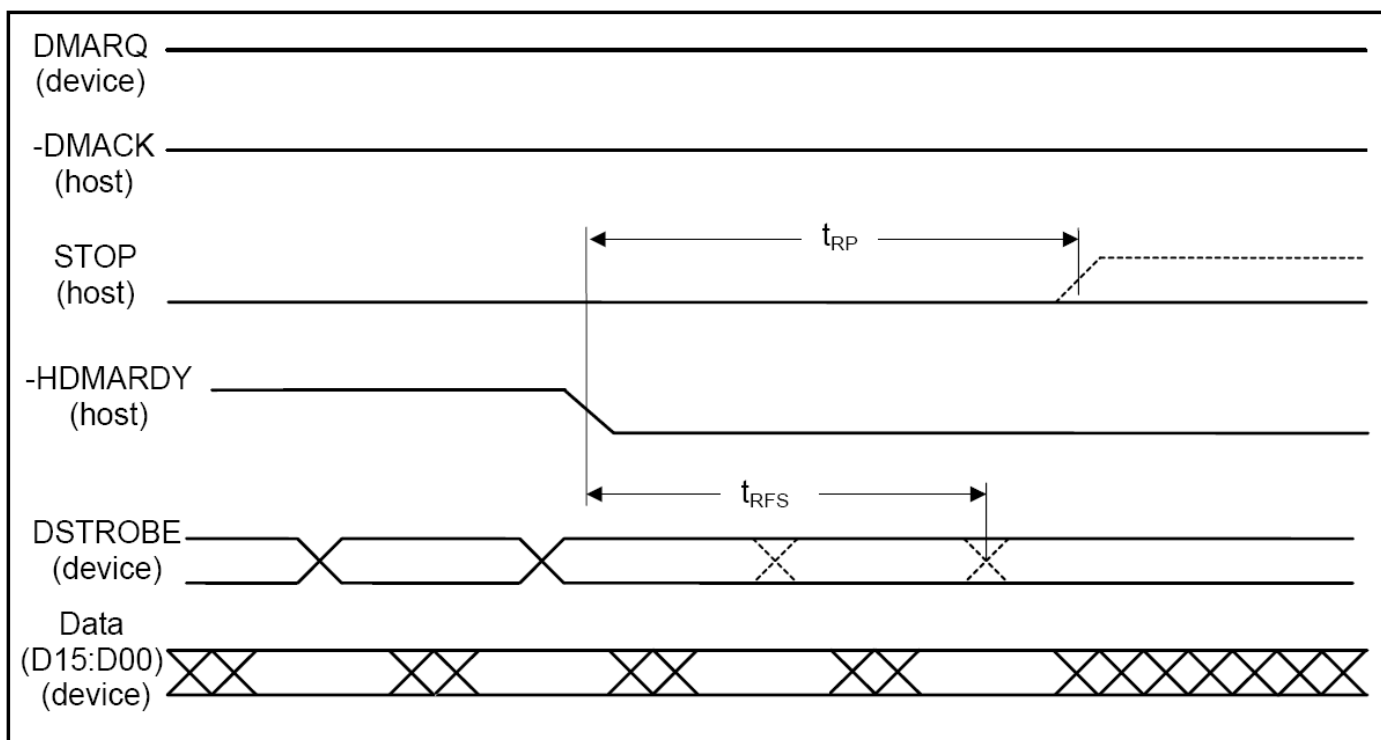 DMARQ
(device)
-DMACK
(host)
tRP
STOP
(host)
-HDMARDY
(host)
tRFS
DSTROBE
(device)
Data
(D15:D00)
(device)